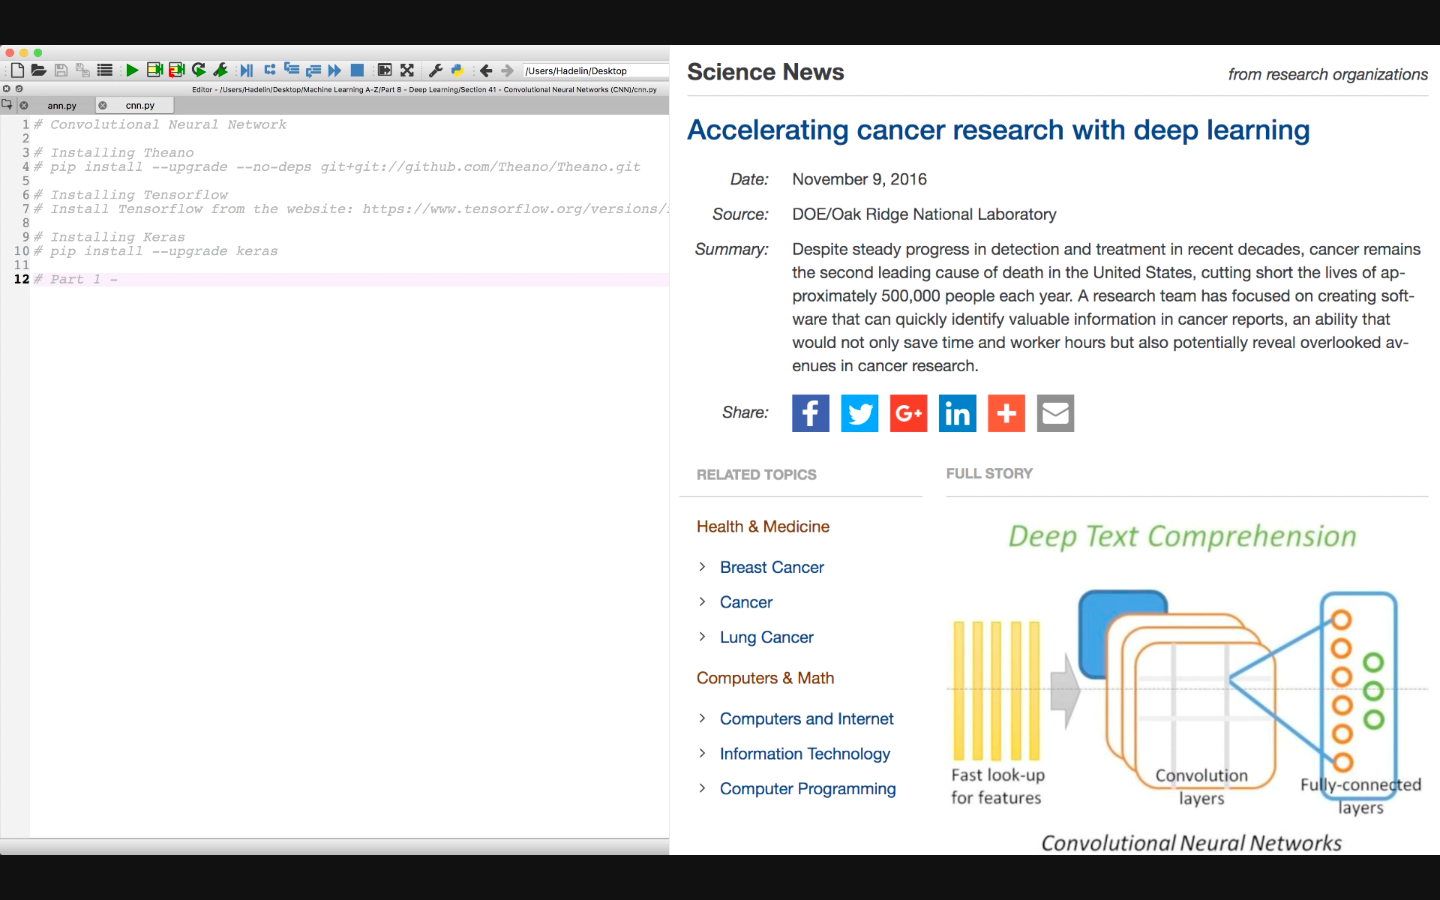 /Users/Hadelin/Desktop
Editor - /Users/Hadelin/Desktop/Machine Learning A-Z/Part 8 - Deep Learning/Section 41 - Convolutional Neural Networks (CNN)/cnn.py
ann.py
cnn.py
1 # Convolutional Neural Network
2
3 # Installing Theano
4 # pip install --upgrade --no-deps git+git://github.com/Theano/Theano.git
5
6 # Installing Tensorflow
7 # Install Tensorflow from the website: https://www.tensorflow.org/versions/
8
9 # Installing Keras
10 # pip install --upgrade keras
11
12 # Part 1 -
Science News
from research organizations
Accelerating cancer research with deep learning
Date: November 9, 2016
Source: DOE/Oak Ridge National Laboratory
Summary: Despite steady progress in detection and treatment in recent decades, cancer remains
the second leading cause of death in the United States, cutting short the lives of ap-
proximately 500,000 people each year. A research team has focused on creating soft-
ware that can quickly identify valuable information in cancer reports, an ability that
would not only save time and worker hours but also potentially reveal overlooked av-
enues in cancer research.
Share: f G+ in +
RELATED TOPICS
Health & Medicine
Breast Cancer
Cancer
Lung Cancer
Computers & Math
Computers and Internet
Information Technology
Computer Programming
FULL STORY
Deep Text Comprehension
Fast look-up
for features
Convolution
layers
Fully-connected
layers
Convolutional Neural Networks